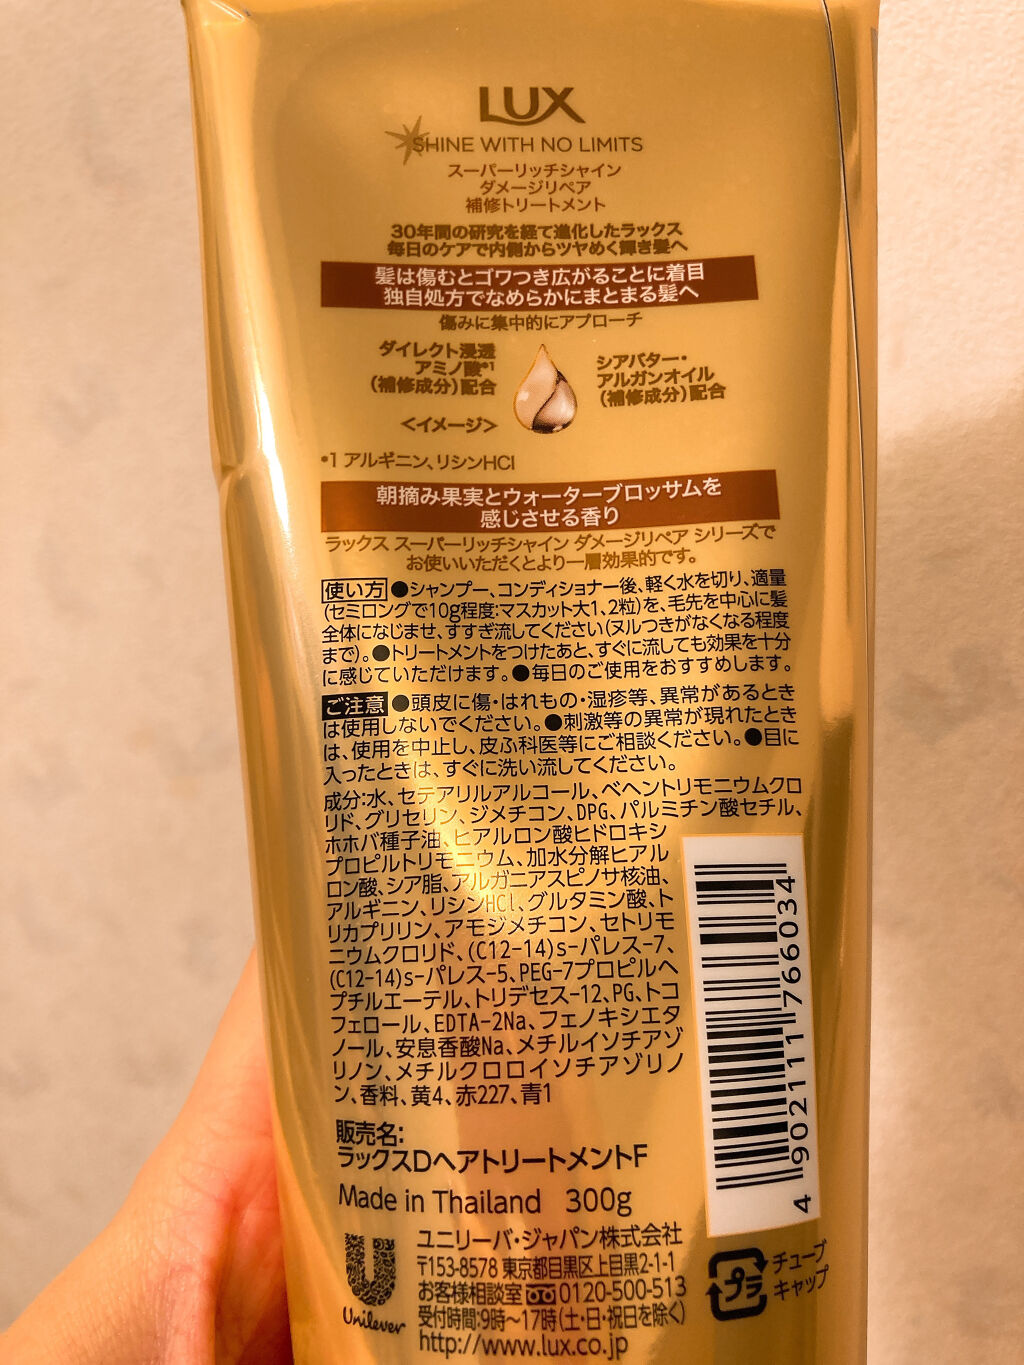 LUX
SHINE WITH NO LIMITS
スーパーリッチシャイン
ダメージリペア
補修トリートメント
30年間の研究を経て進化したラックス
毎日のケアで内側からツヤめく輝き髪へ
髪は傷むとゴワつき広がることに着目
独自処方でなめらかにまとまる髪へ
傷みに集中的にアプローチ
ダイレクト浸透
アミノ酸*1
（補修成分）配合
シアバター・
アルガンオイル
（補修成分）配合
＜イメージ＞
*1 アルギニン、リシンHCl
朝摘み果実とウォーターブロッサムを
感じさせる香り
ラックス スーパーリッチシャイン ダメージリペア シリーズで
お使いいただくとより一層効果的です。
使い方 ●シャンプー、コンディショナー後、軽く水を切り、適量
（セミロングで10g程度:マスカット大1、2粒）を、毛先を中心に髪
全体になじませ、すすぎ流してください（ヌルつきがなくなる程度
まで）。●トリートメントをつけたあと、すぐに流しても効果を十分
に感じていただけます。●毎日のご使用をおすすめします。
ご注意 ●頭皮に傷・はれもの・湿疹等、異常があるとき
は使用しないでください。●刺激等の異常が現れたとき
は、使用を中止し、皮ふ科医等にご相談ください。●目に
入ったときは、すぐに洗い流してください。
成分:水、セテアリルアルコール、ベヘントリモニウムクロ
リド、グリセリン、ジメチコン、DPG、パルミチン酸セチル、
ホホバ種子油、ヒアルロン酸ヒドロキシ
プロピルトリモニウム、加水分解ヒアル
ロン酸、シア脂、アルガニアスピノサ核油、
アルギニン、リシンHCl、グルタミン酸、ト
リカプリリン、アモジメチコン、セトリモ
ニウムクロリド、(C12-14)s-パレス-7、
(C12-14)s-パレス-5、PEG-7プロピルヘ
プチルエーテル、トリデセス-12、PG、トコ
フェロール、EDTA-2Na、フェノキシエタ
ノール、安息香酸Na、メチルイソチアゾ
リノン、メチルクロロイソチアゾリノ
ン、香料、黄4、赤227、青1
4902111766034
販売名:
ラックスDヘアトリートメントF
Made in Thailand 300g
Unilever
ユニリーバ・ジャパン株式会社
〒153-8578 東京都目黒区上目黒2-1-1
お客様相談室 0120-500-513
受付時間:9時～17時（土・日・祝日を除く）
http://www.lux.co.jp
プラ
チューブ
キャップ